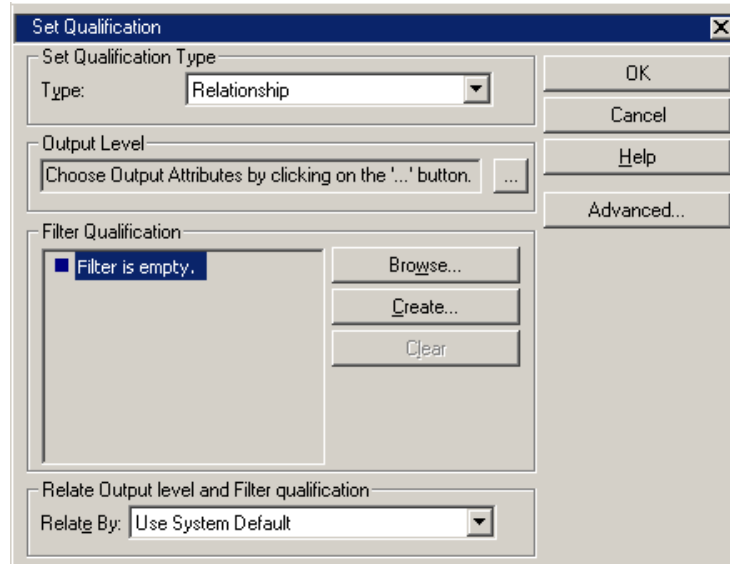 Set Qualification
Set Qualification Type
Type: Relationship
OK
Cancel
Help
Advanced...
Output Level
Choose Output Attributes by clicking on the '...' button. ...
Filter Qualification
Filter is empty.
Browse...
Create...
Clear
Relate Output level and Filter qualification
Relate By: Use System Default